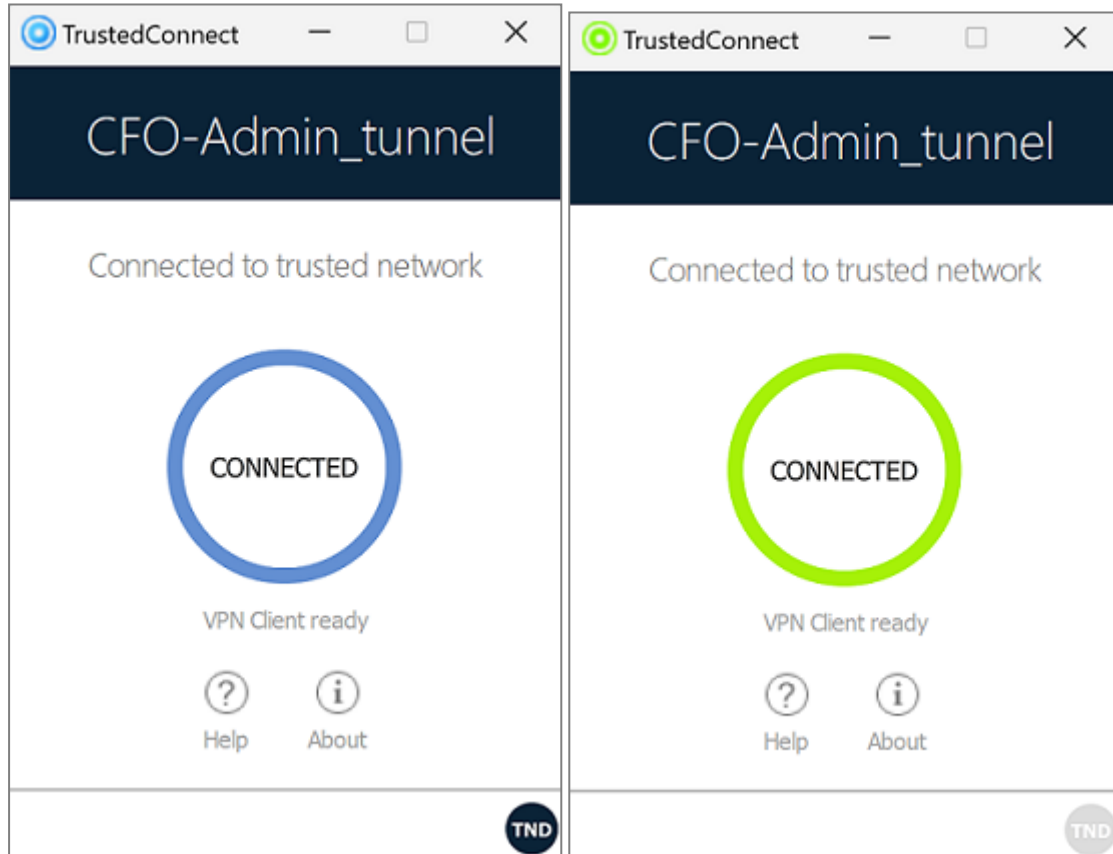 TrustedConnect
CFO-Admin_tunnel
Connected to trusted network
CONNECTED
VPN Client ready
Help
About
TND
TrustedConnect
CFO-Admin_tunnel
Connected to trusted network
CONNECTED
VPN Client ready
Help
About
TND